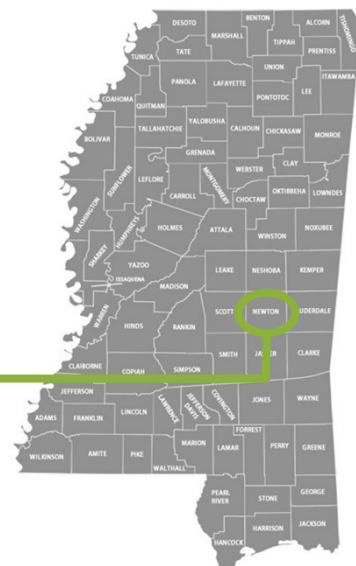 DESOTO
BENTON
ALCORN
TISHOMINGO
MARSHALL
TIPPAH
TATE
PRENTISS
TUNICA
UNION
PANOLA
LAFAYETTE
ITAWAMBA
LEE
PONTOTOC
COAHOMA
QUITMAN
YALOBUSHA
TALLAHATCHIE
CALHOUN
CHICKASAW
BOLIVAR
MONROE
GRENADA
CLAY
WEBSTER
SUNFLOWER
LEFLORE
MONTGOMERY
OKTIBBEHA
CARROLL
CHOCTAW
LOWNDES
WASHINGTON
HUMPHREYS
HOLMES
ATTALA
NOXUBEE
WINSTON
SHARKEY
YAZOO
LEAKE
NESHOBA
KEMPER
ISSAQUENA
MADISON
WARREN
SCOTT
NEWTON
UDERDALE
HINDS
RANKIN
SMITH
JA PER
CLARKE
CLAIBORNE
COPIAH
SIMPSON
JEFFERSON
COVINGTON
JONES
WAYNE
LAWRENCE
JEFFERSON
DAVIS
LINCOLN
ADAMS
FRANKLIN
FORREST
MARION
PERRY
GREENE
LAMAR
WILKINSON
AMITE
PIKE
WALTHALL
PEARL
RIVER
GEORGE
STONE
JACKSON
HARRISON
HANCOCK